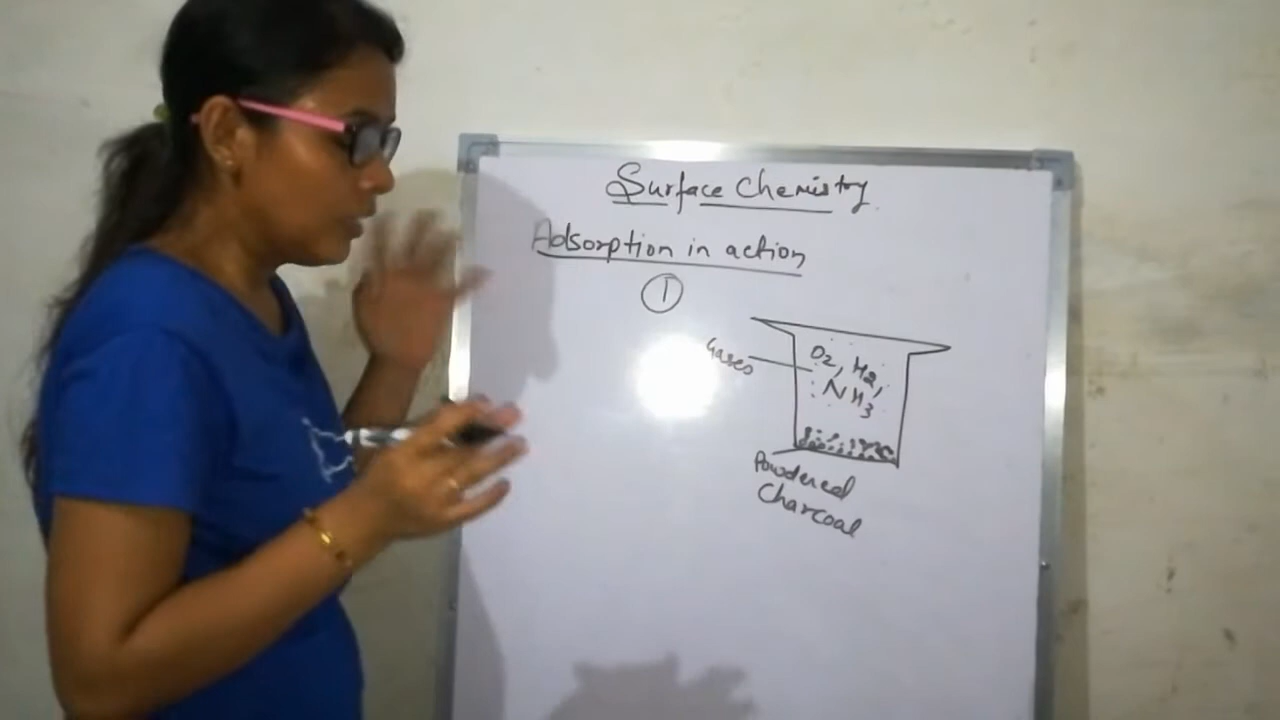 Surface Chemistry
Adsorption in action
1
Gases
O2, H2,
NH3
Powdered
Charcoal